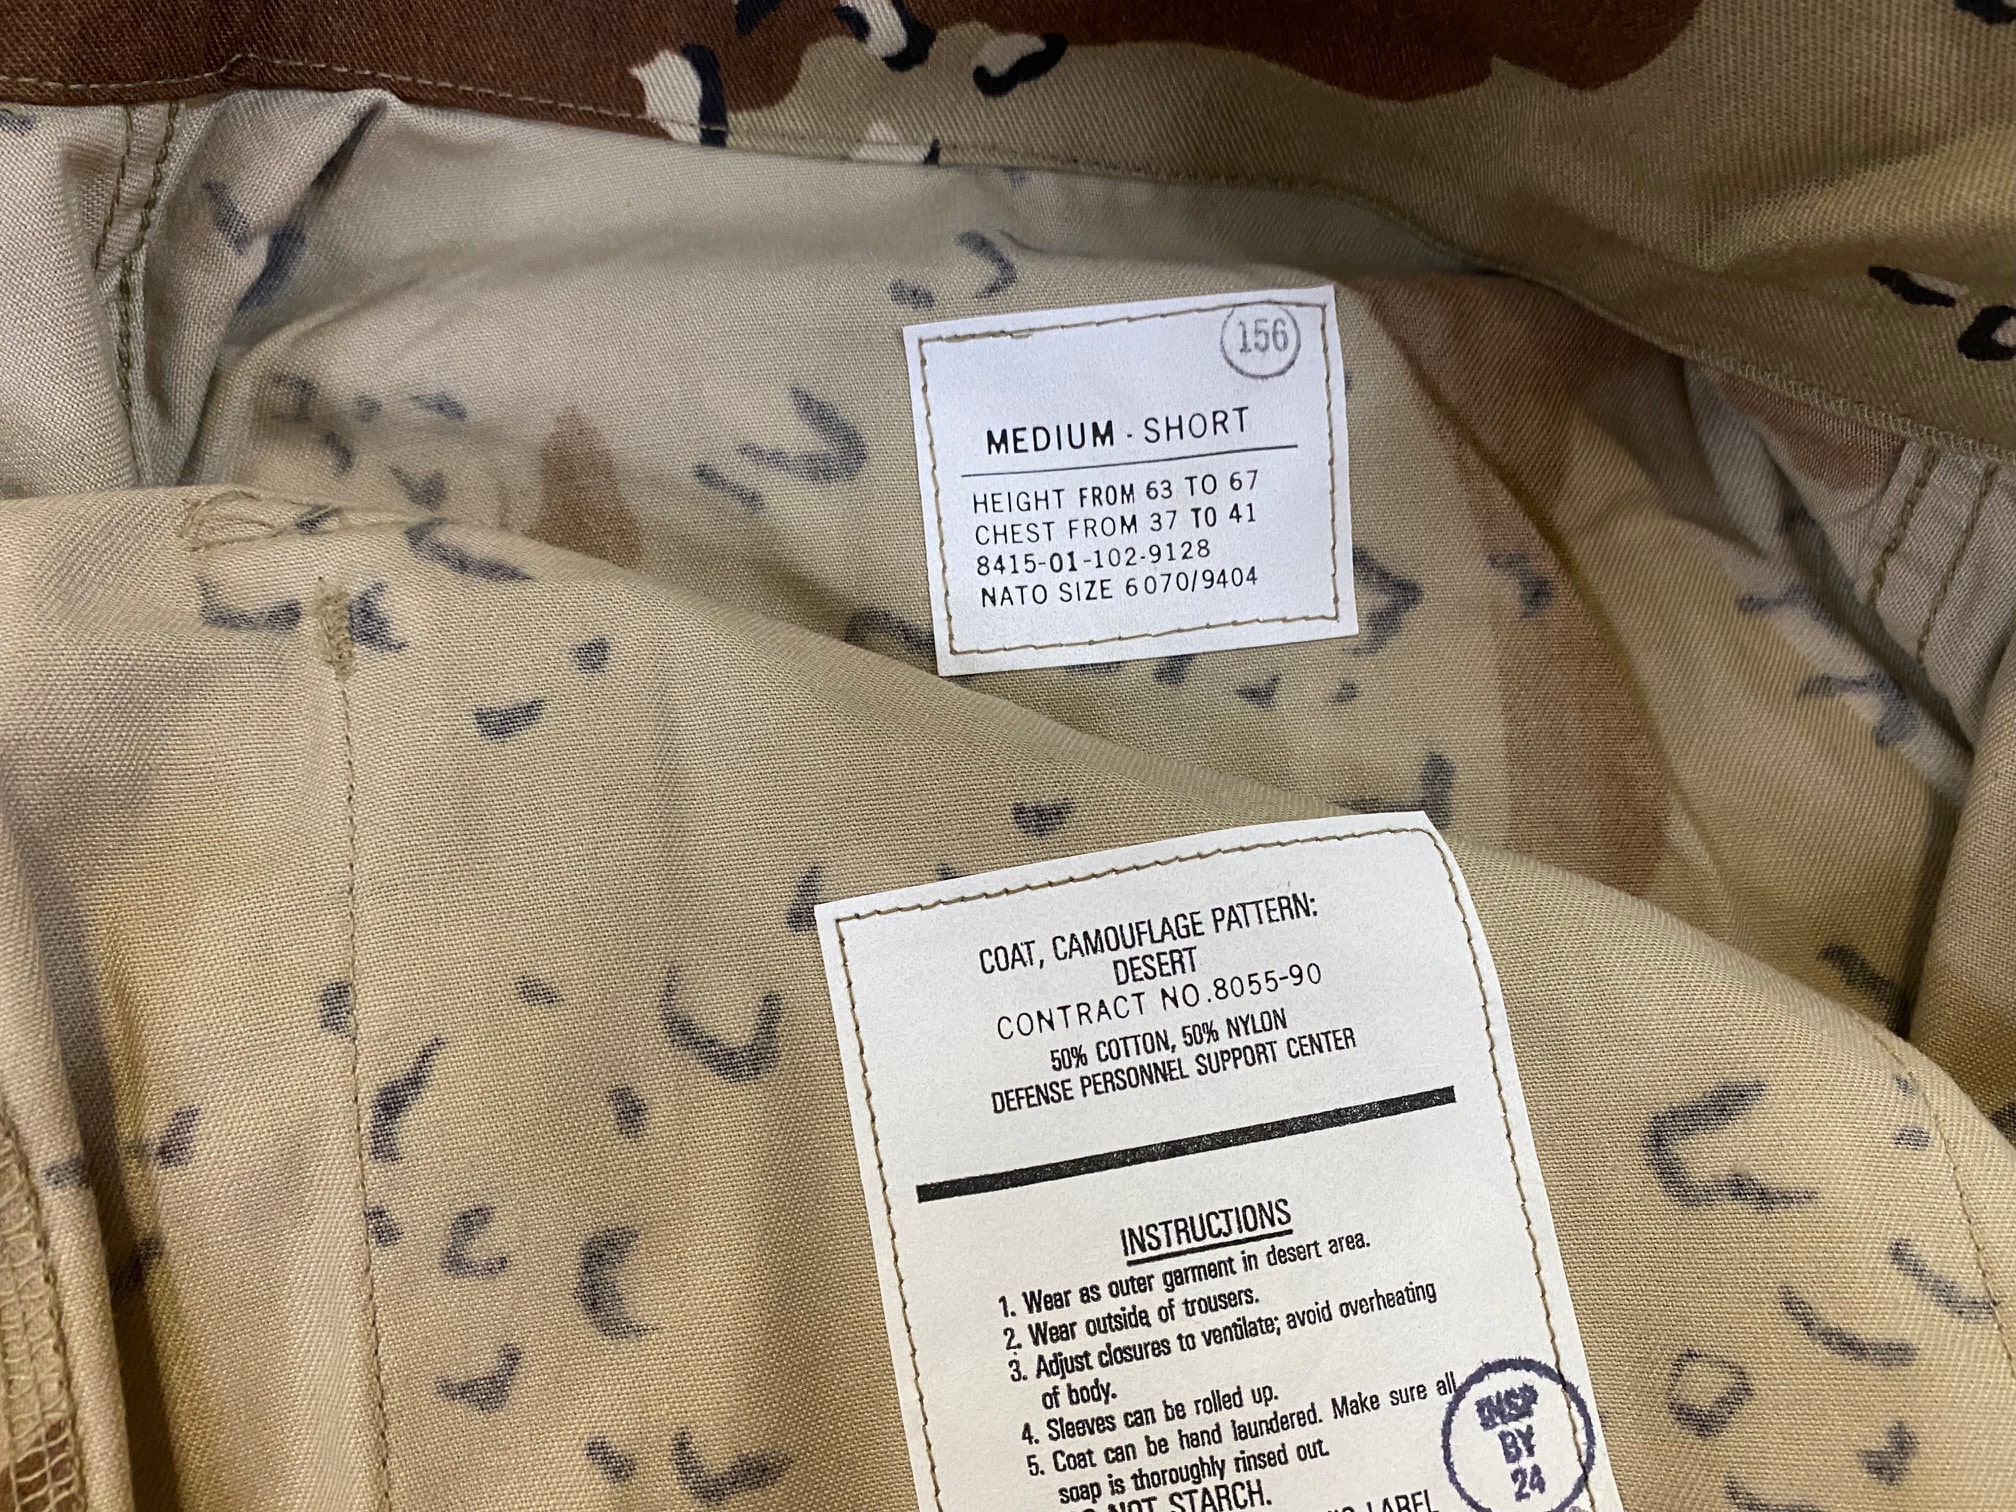 156
MEDIUM - SHORT
HEIGHT FROM 63 TO 67
CHEST FROM 37 TO 41
8415-01-102-9128
NATO SIZE 6070/9404
COAT, CAMOUFLAGE PATTERN:
DESERT
CONTRACT NO.8055-90
50% COTTON, 50% NYLON
DEFENSE PERSONNEL SUPPORT CENTER
INSTRUCTIONS
1. Wear as outer garment in desert area.
2. Wear outside of trousers.
3. Adjust closures to ventilate; avoid overheating
of body.
4. Sleeves can be rolled up.
5. Coat can be hand laundered. Make sure all
soap is thoroughly rinsed out.
NOT STARCH.
LABEL
INSP
BY
24